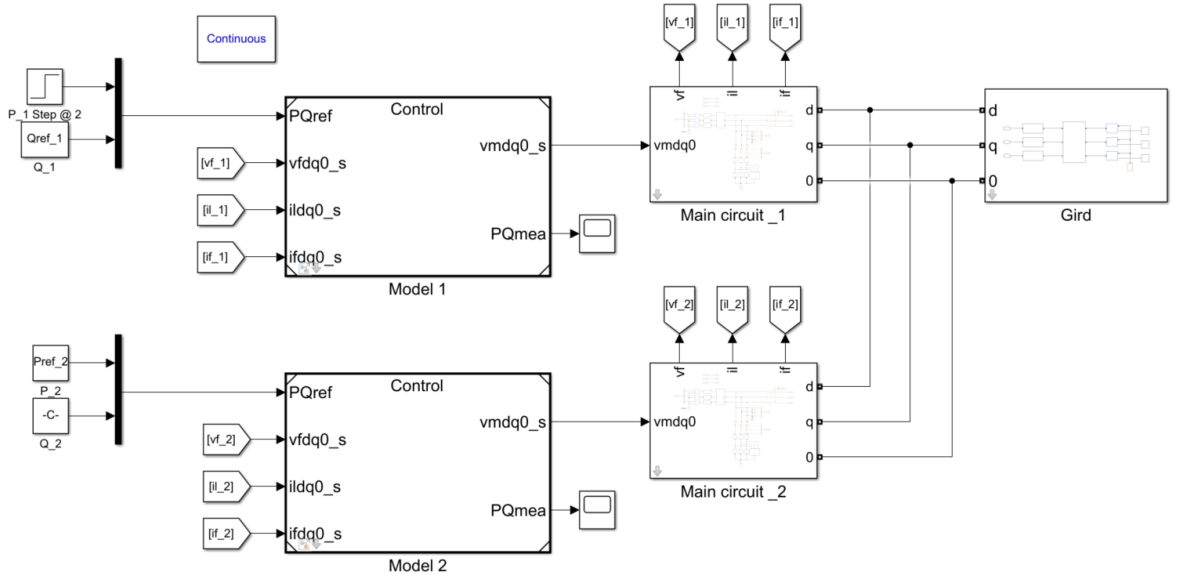 Continuous
P_1 Step @ 2
Qref_1
Q_1
[vf_1]
[il_1]
[if_1]
Control
PQref
vfdq0_s
ildq0_s
ifdq0_s
vmdq0_s
PQmea
Model 1
[vf_1]
[il_1]
[if_1]
vf
il
if
vmdq0
d
q
0
Main circuit _1
d
q
0
Gird
Pref_2
P_2
-C-
Q_2
[vf_2]
[il_2]
[if_2]
Control
PQref
vfdq0_s
ildq0_s
ifdq0_s
vmdq0_s
PQmea
Model 2
[vf_2]
[il_2]
[if_2]
vf
il
if
vmdq0
d
q
0
Main circuit _2